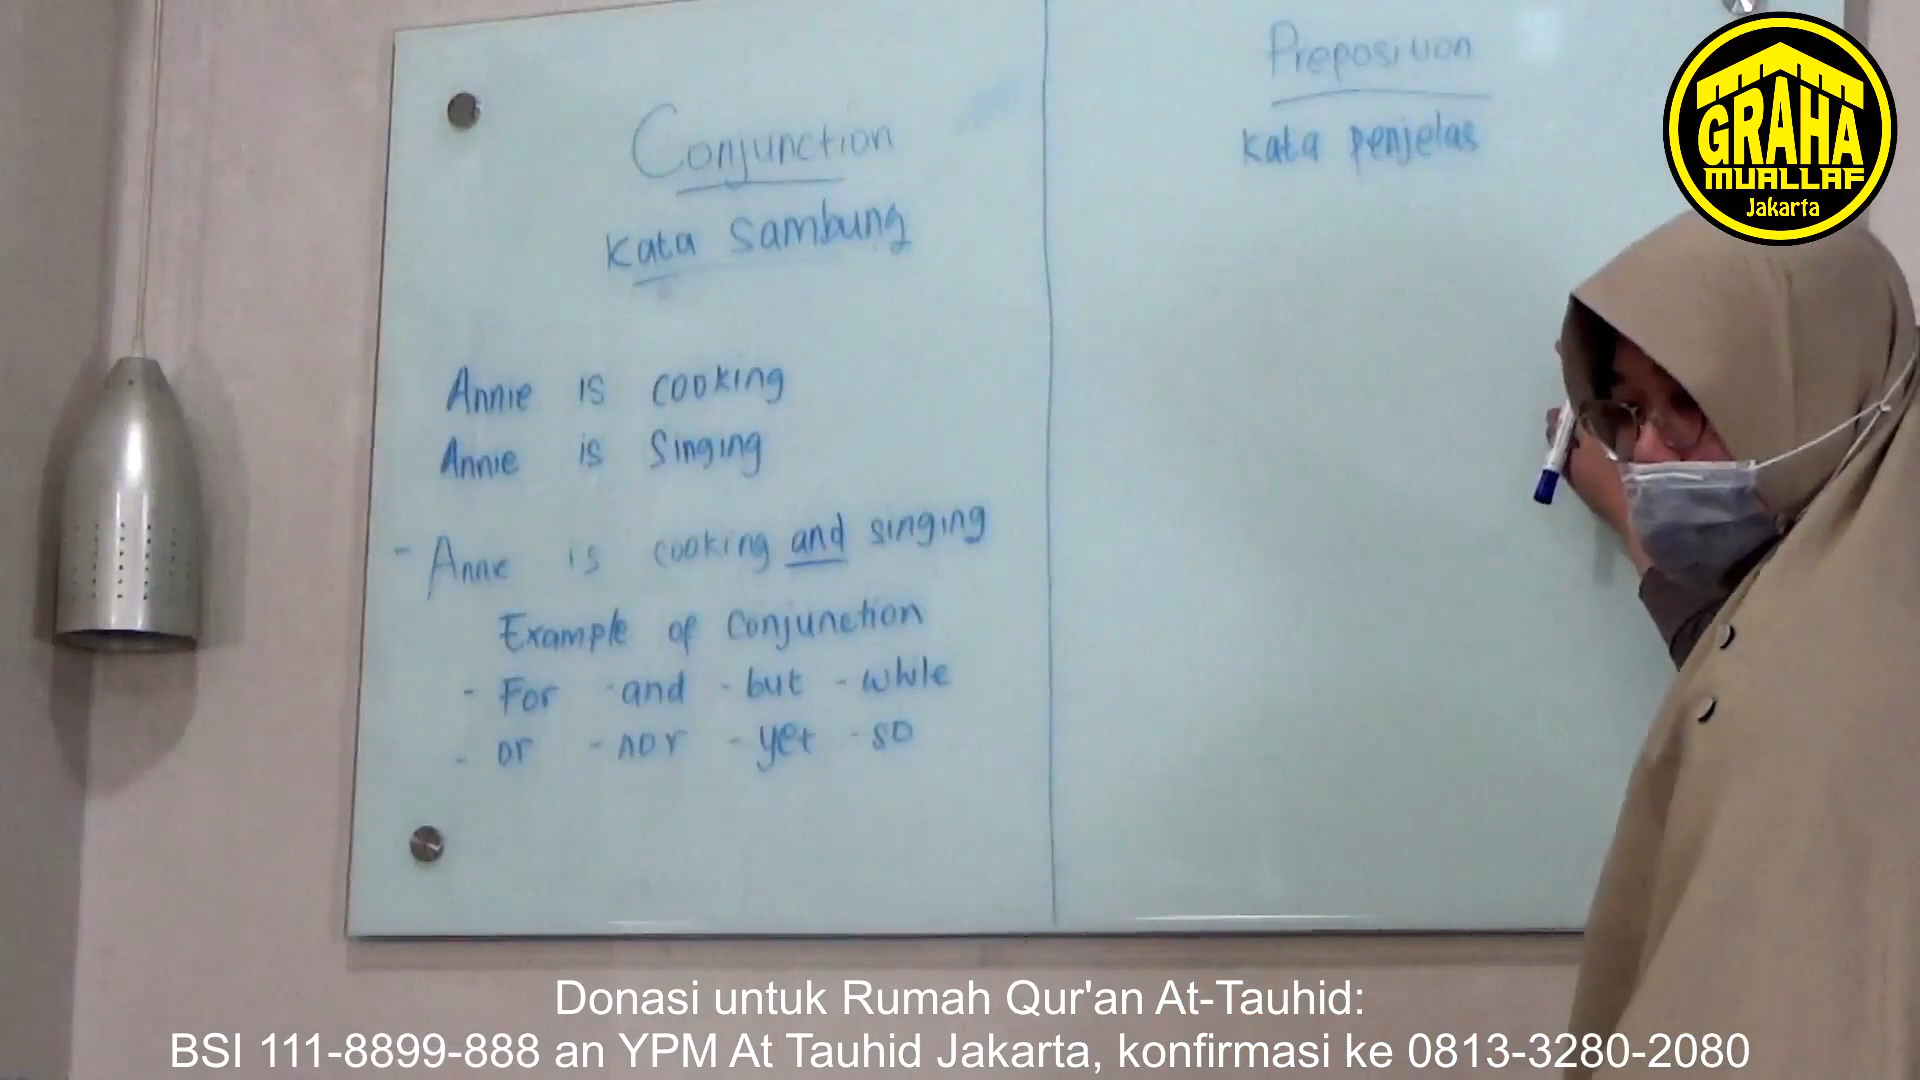 Conjunction
Kata Sambung
Annie is cooking
Annie is Singing
- Annie is cooking and singing
Example of Conjunction
- For - and - but - while
- or - nor - yet - so
Preposition
Kata penjelas
GRAHA
MUALLAF
Jakarta
Donasi untuk Rumah Qur'an At-Tauhid:
BSI 111-8899-888 an YPM At Tauhid Jakarta, konfirmasi ke 0813-3280-2080